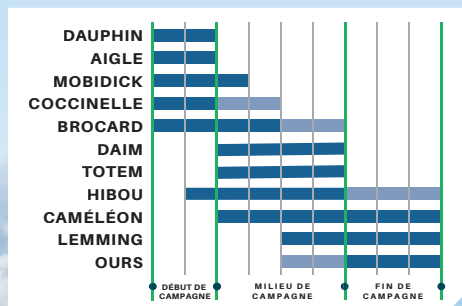 DAUPHIN
AIGLE
MOBIDICK
COCCINELLE
BROCARD
DAIM
TOTEM
HIBOU
CAMÉLÉON
LEMMING
OURS
DÉBUT DE
CAMPAGNE
MILIEU DE
CAMPAGNE
FIN DE
CAMPAGNE